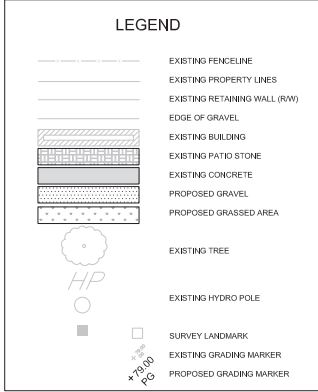 LEGEND
EXISTING FENCELINE
EXISTING PROPERTY LINES
EXISTING RETAINING WALL (R/W)
EDGE OF GRAVEL
EXISTING BUILDING
EXISTING PATIO STONE
EXISTING CONCRETE
PROPOSED GRAVEL
PROPOSED GRASSED AREA
EXISTING TREE
HP
EXISTING HYDRO POLE
SURVEY LANDMARK
+79.00
EXISTING GRADING MARKER
+79.00
PG
PROPOSED GRADING MARKER